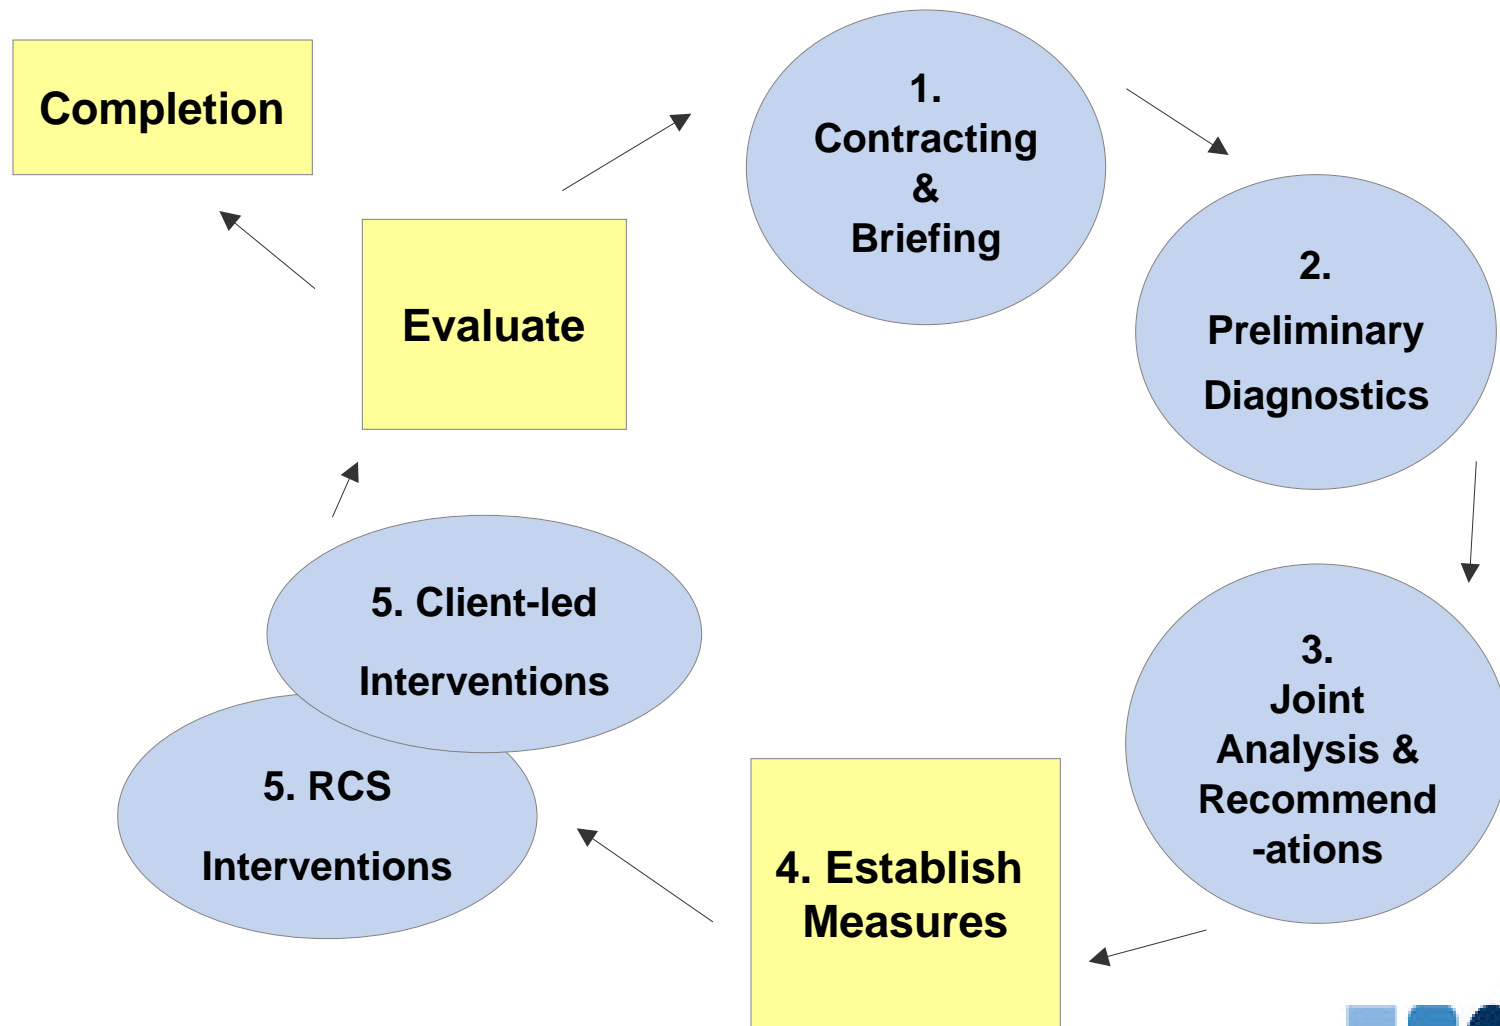 Completion
Evaluate
1.
Contracting
&
Briefing
2.
Preliminary
Diagnostics
3.
Joint
Analysis &
Recommend
-ations
4. Establish
Measures
5. Client-led
Interventions
5. RCS
Interventions